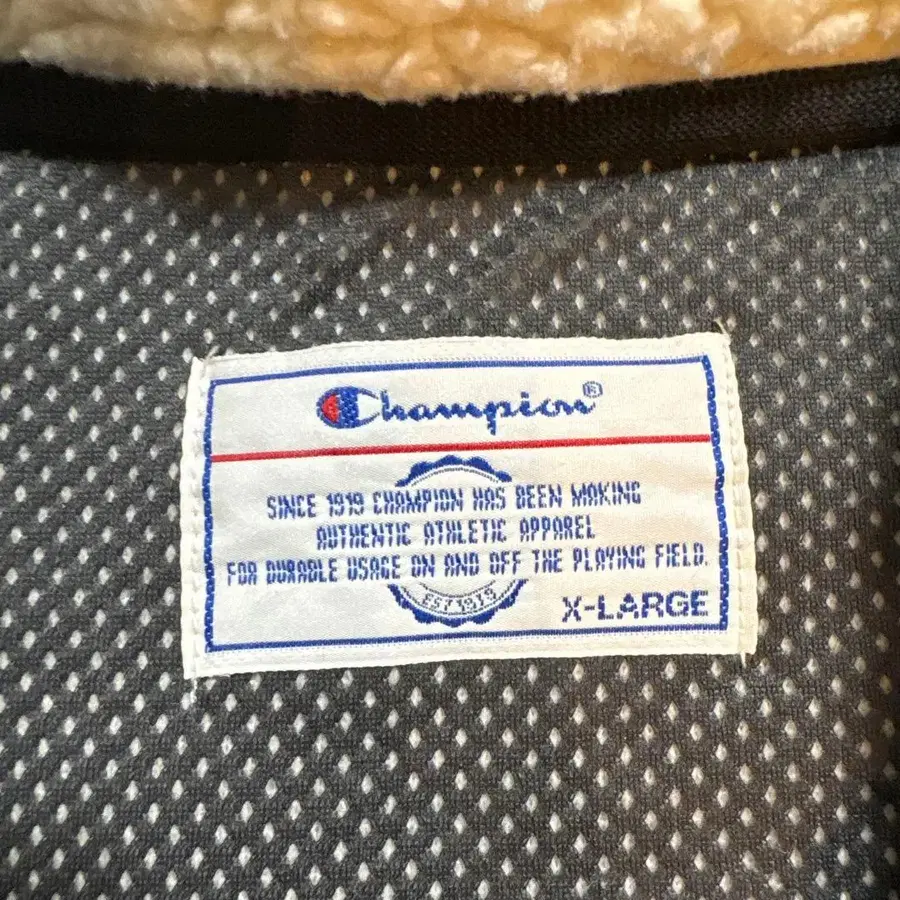 Champion®
SINCE 1919 CHAMPION HAS BEEN MAKING
AUTHENTIC ATHLETIC APPAREL
FOR DURABLE USAGE ON AND OFF THE PLAYING FIELD.
EST 1919
X-LARGE